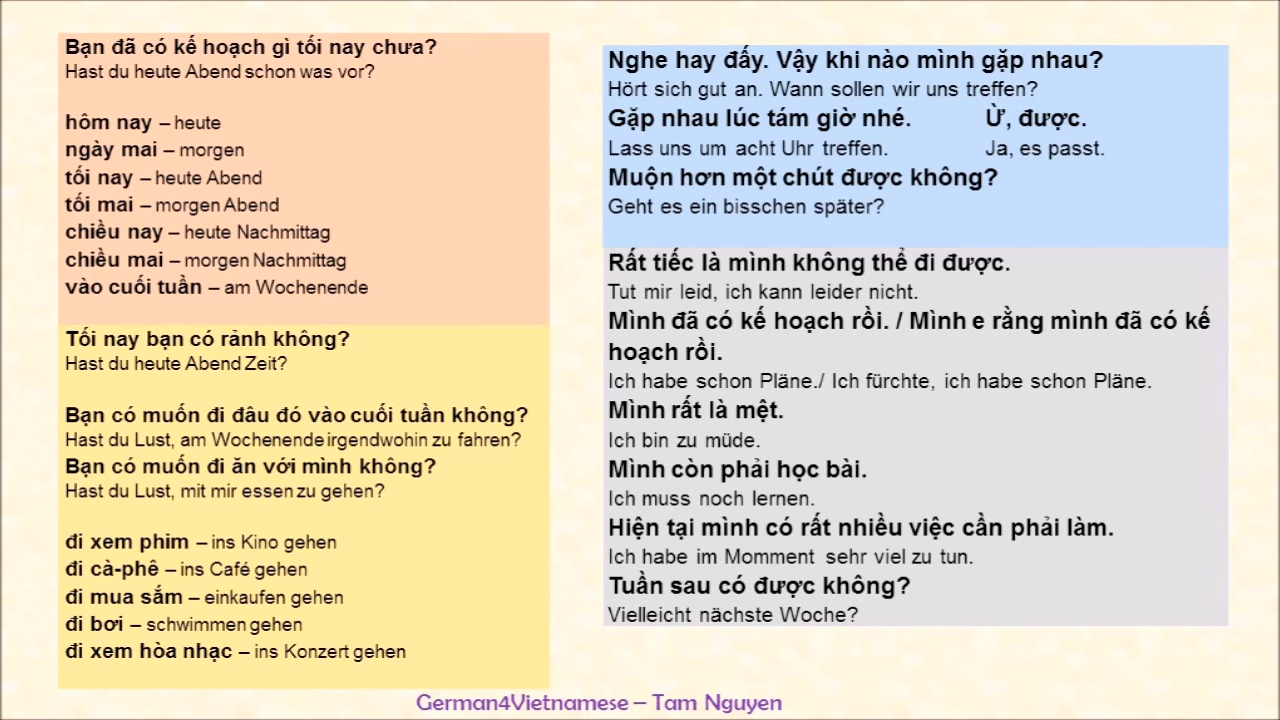 Bạn đã có kế hoạch gì tối nay chưa?
Hast du heute Abend schon was vor?
hôm nay – heute
ngày mai – morgen
tối nay – heute Abend
tối mai – morgen Abend
chiều nay – heute Nachmittag
chiều mai – morgen Nachmittag
vào cuối tuần – am Wochenende
Tối nay bạn có rảnh không?
Hast du heute Abend Zeit?
Bạn có muốn đi đâu đó vào cuối tuần không?
Hast du Lust, am Wochenende irgendwohin zu fahren?
Bạn có muốn đi ăn với mình không?
Hast du Lust, mit mir essen zu gehen?
đi xem phim – ins Kino gehen
đi cà-phê – ins Café gehen
đi mua sắm – einkaufen gehen
đi bơi – schwimmen gehen
đi xem hòa nhạc – ins Konzert gehen
Nghe hay đấy. Vậy khi nào mình gặp nhau?
Hört sich gut an. Wann sollen wir uns treffen?
Gặp nhau lúc tám giờ nhé. Ừ, được.
Lass uns um acht Uhr treffen. Ja, es passt.
Muộn hơn một chút được không?
Geht es ein bisschen später?
Rất tiếc là mình không thể đi được.
Tut mir leid, ich kann leider nicht.
Mình đã có kế hoạch rồi. / Mình e rằng mình đã có kế
hoạch rồi.
Ich habe schon Pläne./ Ich fürchte, ich habe schon Pläne.
Mình rất là mệt.
Ich bin zu müde.
Mình còn phải học bài.
Ich muss noch lernen.
Hiện tại mình có rất nhiều việc cần phải làm.
Ich habe im Momment sehr viel zu tun.
Tuần sau có được không?
Vielleicht nächste Woche?
German4Vietnamese – Tam Nguyen